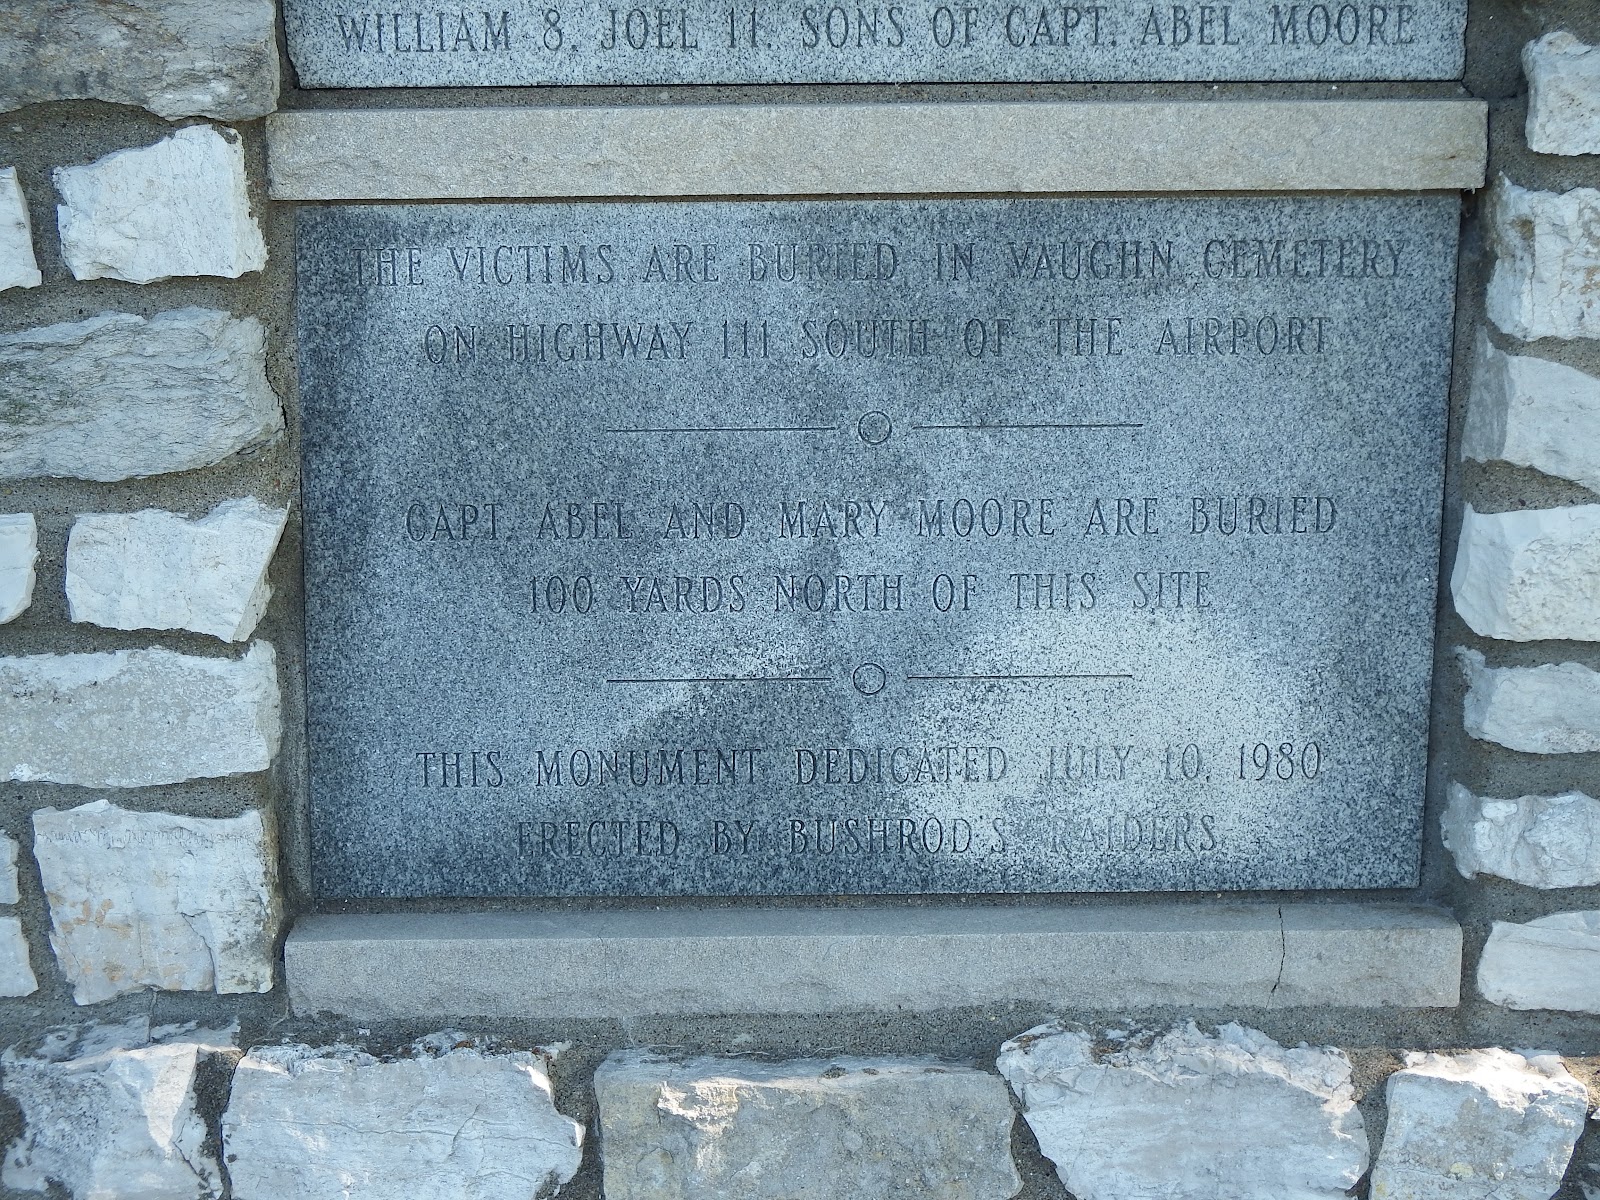 WILLIAM 8, JOEL 11, SONS OF CAPT. ABEL MOORE
THE VICTIMS ARE BURIED IN VAUGHN CEMETERY
ON HIGHWAY 111 SOUTH OF THE AIRPORT
CAPT. ABEL AND MARY MOORE ARE BURIED
100 YARDS NORTH OF THIS SITE
THIS MONUMENT DEDICATED JULY 10, 1980
ERECTED BY BUSHROD'S RAIDERS